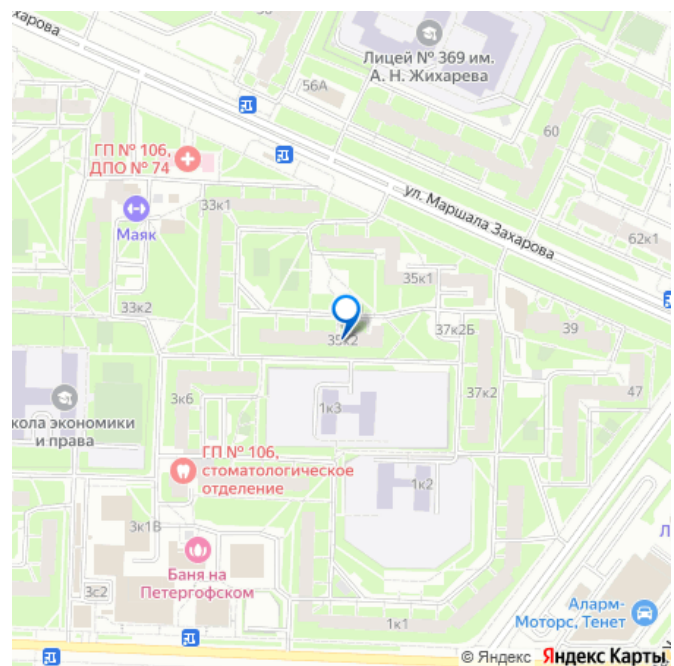 харова
Лицей № 369 им.
А. Н. Жихарева
56А
60
ГП № 106,
ДПО № 74
33к1
Маяк
ул. Маршала Захарова
62к1
35к1
33к2
37к2Б
39
35к2
3к6
1к3
37к2
47
кола экономики
и права
ГП № 106,
стоматологическое
отделение
1к2
3к1В
Л
Баня на
Петергофском
3с2
Аларм-
Моторс, Тенет
1к1
© Яндекс Яндекс Карты